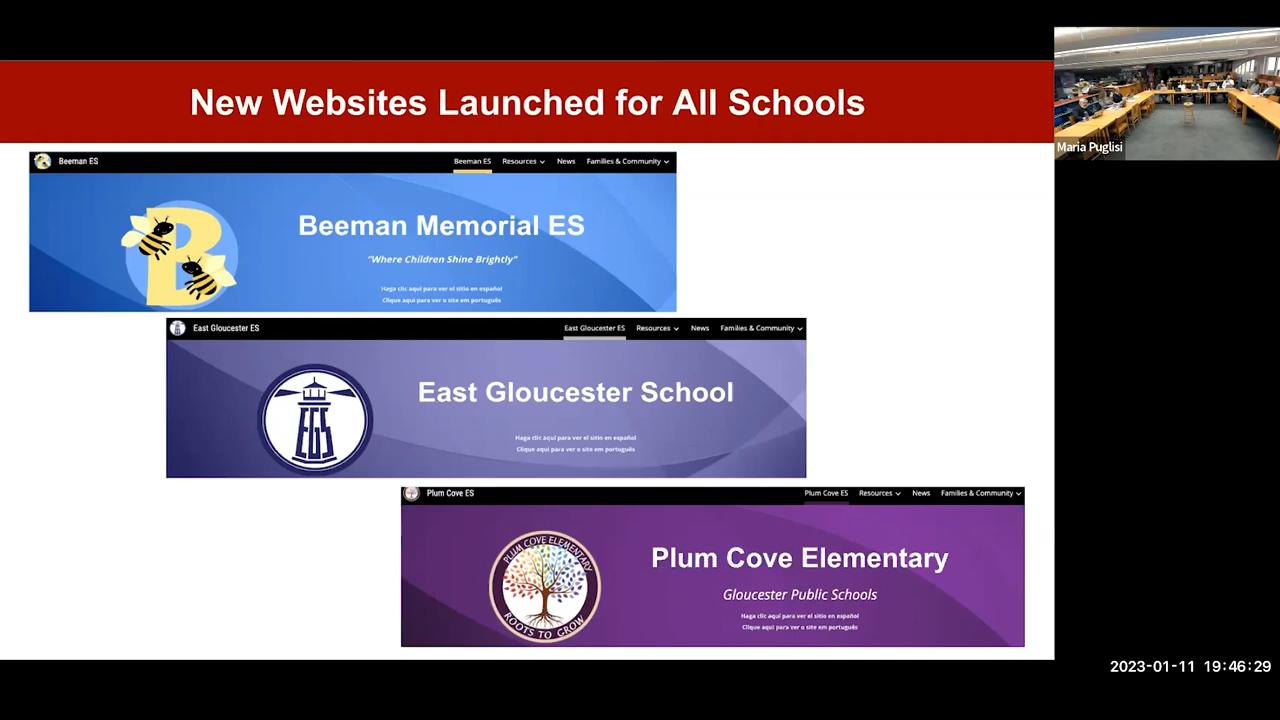 New Websites Launched for All Schools
Maria Puglisi
Beeman ES
Beeman ES Resources News Families & Community
B
Beeman Memorial ES
"Where Children Shine Brightly"
Haga clic aquí para ver el sitio en español
Clique aqui para ver o site em português
East Gloucester ES
East Gloucester ES Resources News Families & Community
EGS
East Gloucester School
Haga clic aquí para ver el sitio en español
Clique aqui para ver o site em português
Plum Cove ES
Plum Cove ES Resources News Families & Community
PLUM COVE ELEMENTARY
ROOTS TO GROW
Plum Cove Elementary
Gloucester Public Schools
Haga clic aquí para ver el sitio en español
Clique aqui para ver o site em português
2023-01-11 19:46:29